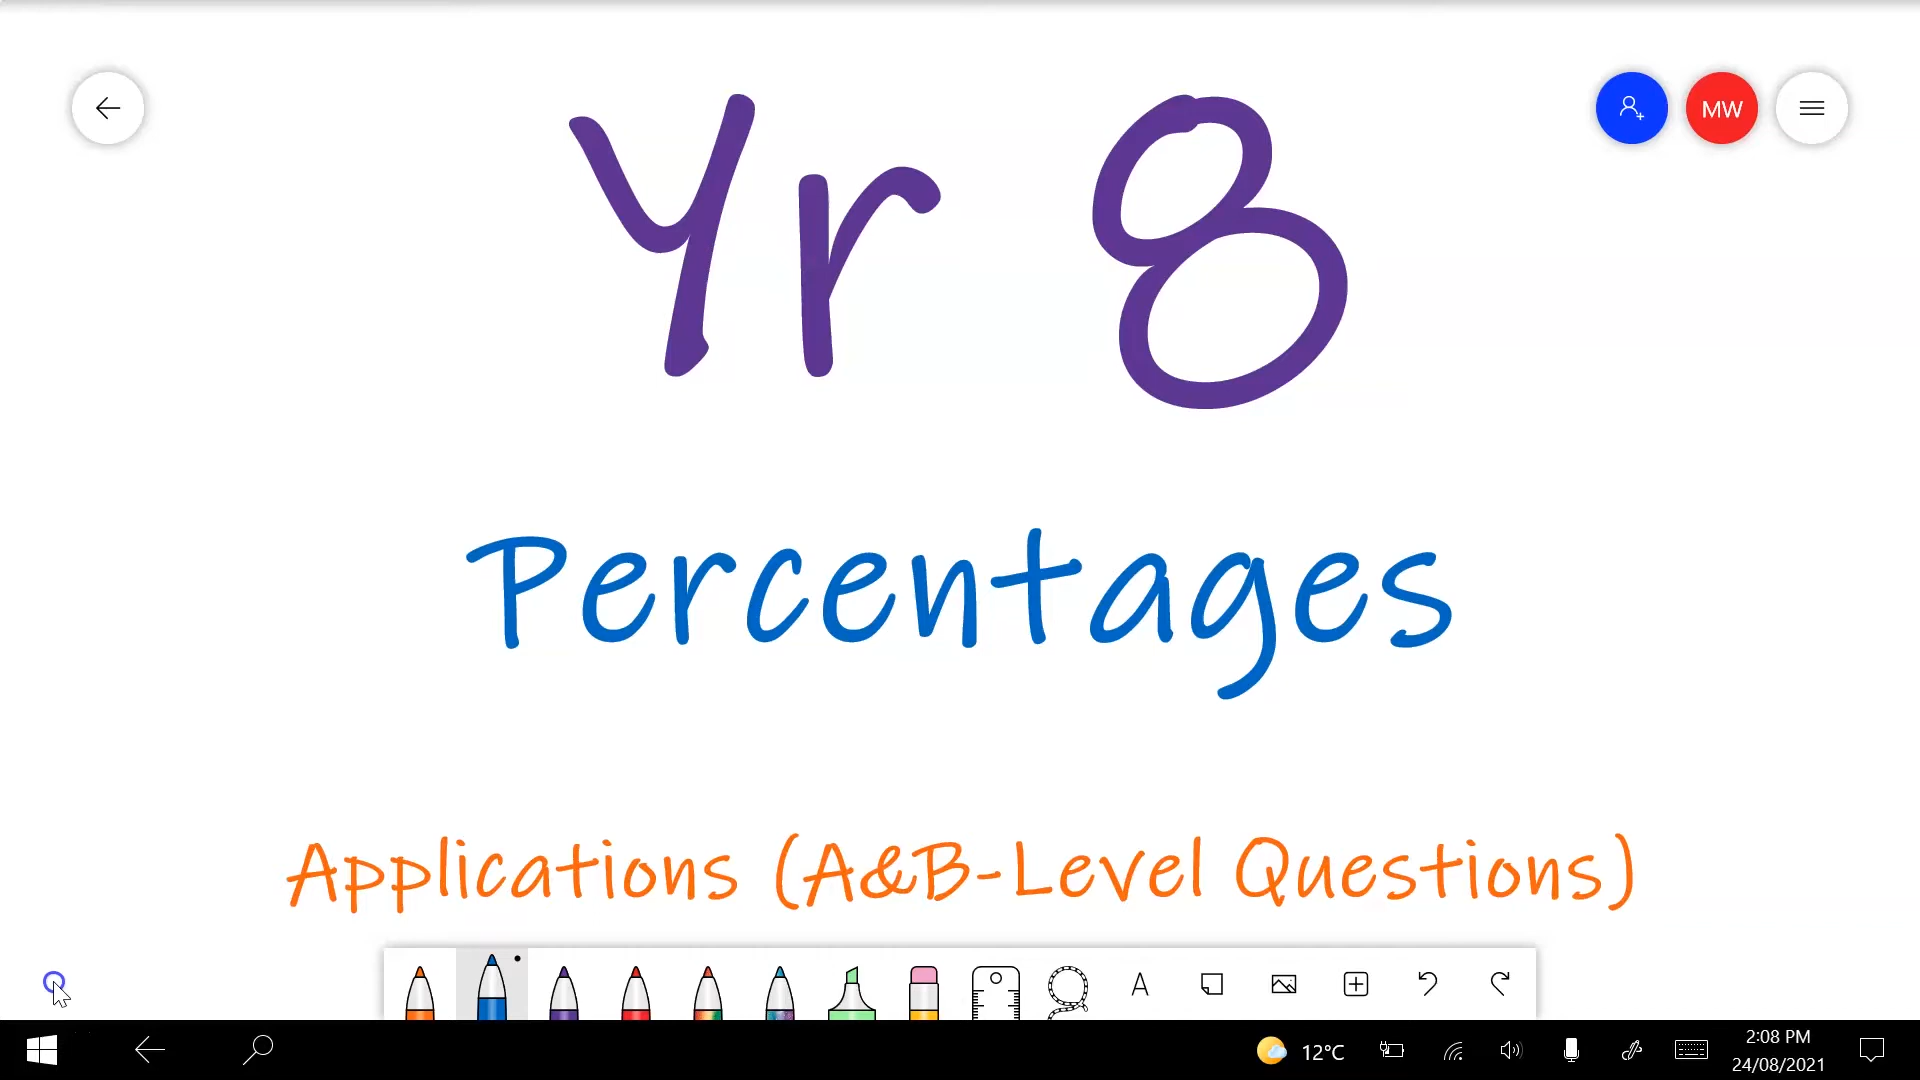 Yr 8
MW
Percentages
Applications (A&B-Level Questions)
A
12°C
2:08 PM
24/08/2021